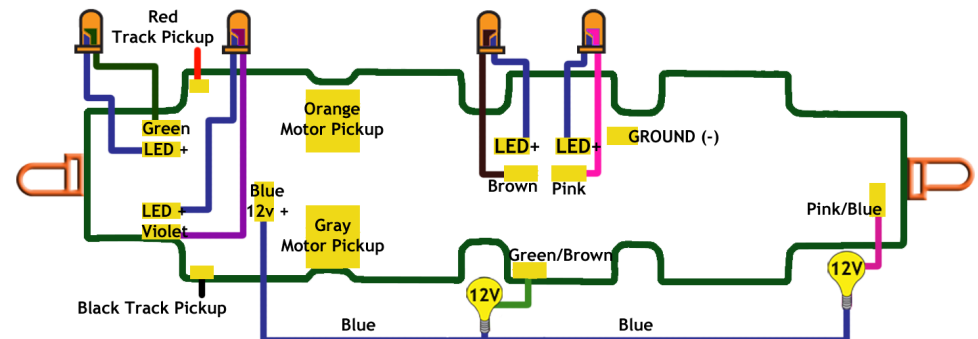 Red
Track Pickup
Orange
Motor Pickup
Green
LED +
LED+
LED+
GROUND (-)
Brown
Pink
Blue
12v +
LED +
Violet
Gray
Motor Pickup
Pink/Blue
Green/Brown
12V
12V
Black Track Pickup
Blue
Blue